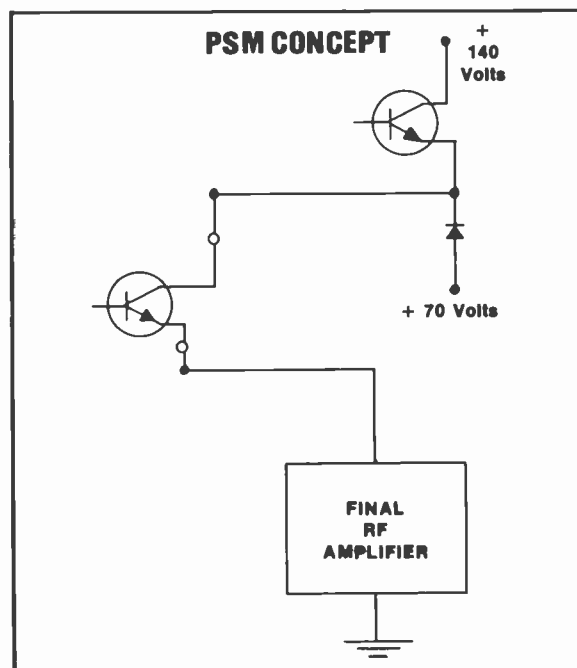 PSM CONCEPT
+
140
Volts
+ 70 Volts
FINAL
RF
AMPLIFIER